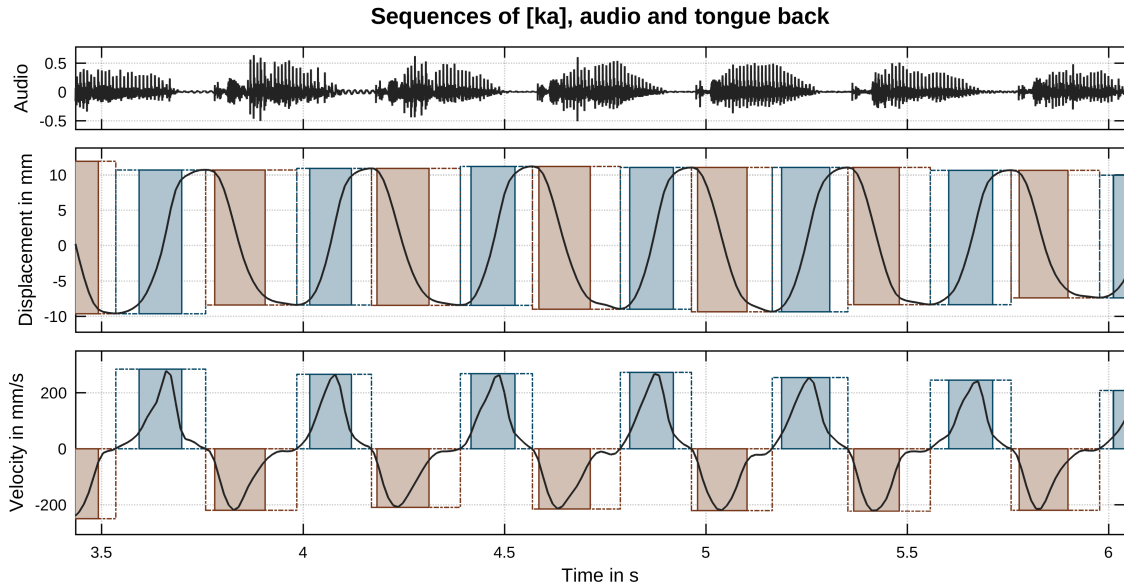 Sequences of [ka], audio and tongue back
Audio
0.5
0
-0.5
Displacement in mm
10
5
0
-5
-10
Velocity in mm/s
200
0
-200
3.5 4 4.5 5 5.5 6
Time in s